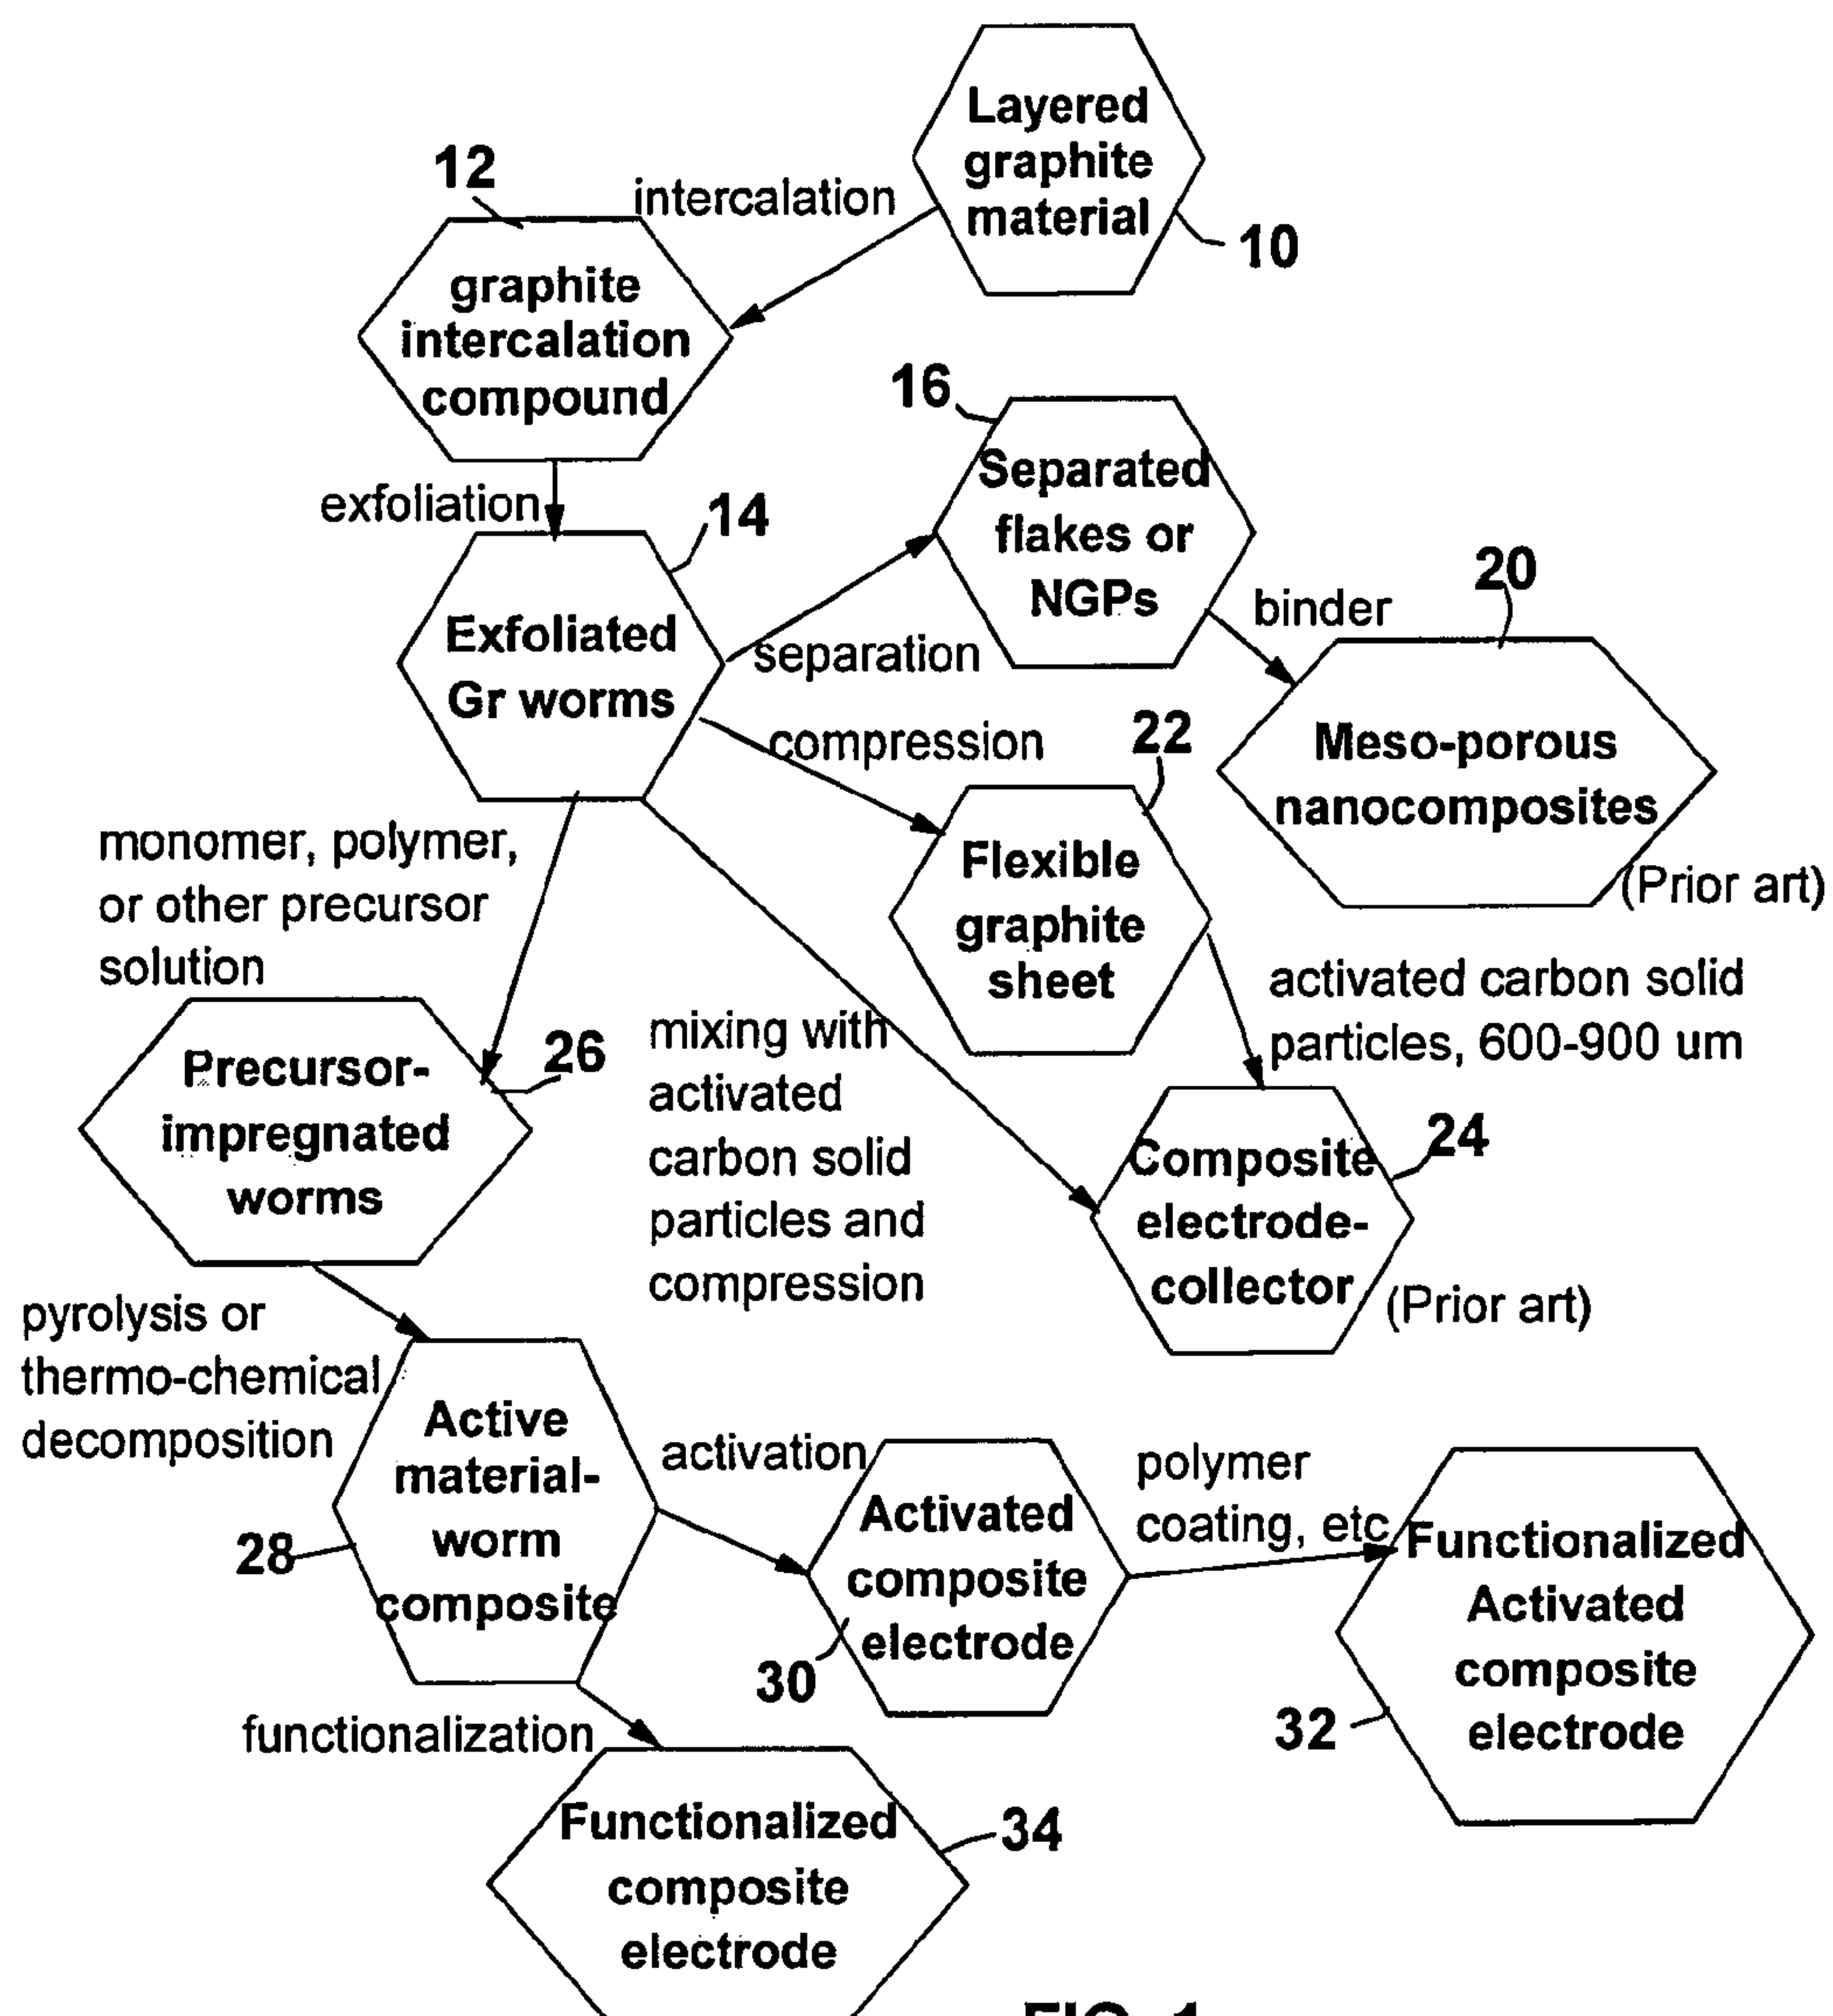 Layered
graphite
material
10
12
intercalation
graphite
intercalation
compound
exfoliation
14
16
Separated
flakes or
NGPs
Exfoliated
Gr worms
separation
binder
20
Meso-porous
nanocomposites
(Prior art)
compression
22
Flexible
graphite
sheet
monomer, polymer,
or other precursor
solution
activated carbon solid
particles, 600-900 um
26
Precursor-
impregnated
worms
mixing with
activated
carbon solid
particles and
compression
24
Composite
electrode-
collector
(Prior art)
pyrolysis or
thermo-chemical
decomposition
Active
material-
worm
composite
28
activation
Activated
composite
electrode
30
polymer
coating, etc
Functionalized
Activated
composite
electrode
32
functionalization
Functionalized
composite
electrode
34
FIG. 1